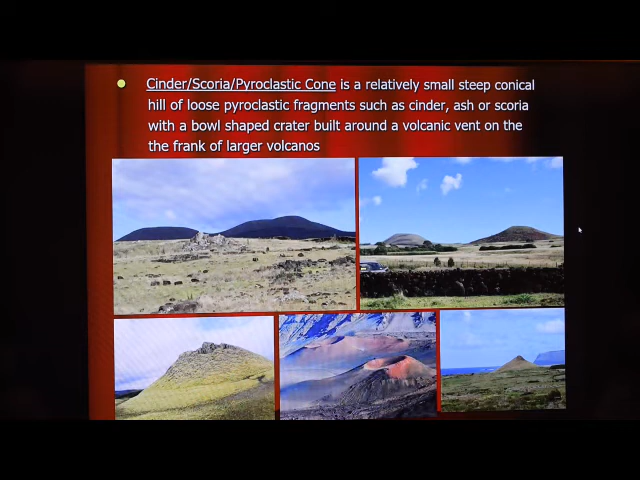 Cinder/Scoria/Pyroclastic Cone is a relatively small steep conical
hill of loose pyroclastic fragments such as cinder, ash or scoria
with a bowl shaped crater built around a volcanic vent on the
the frank of larger volcanos